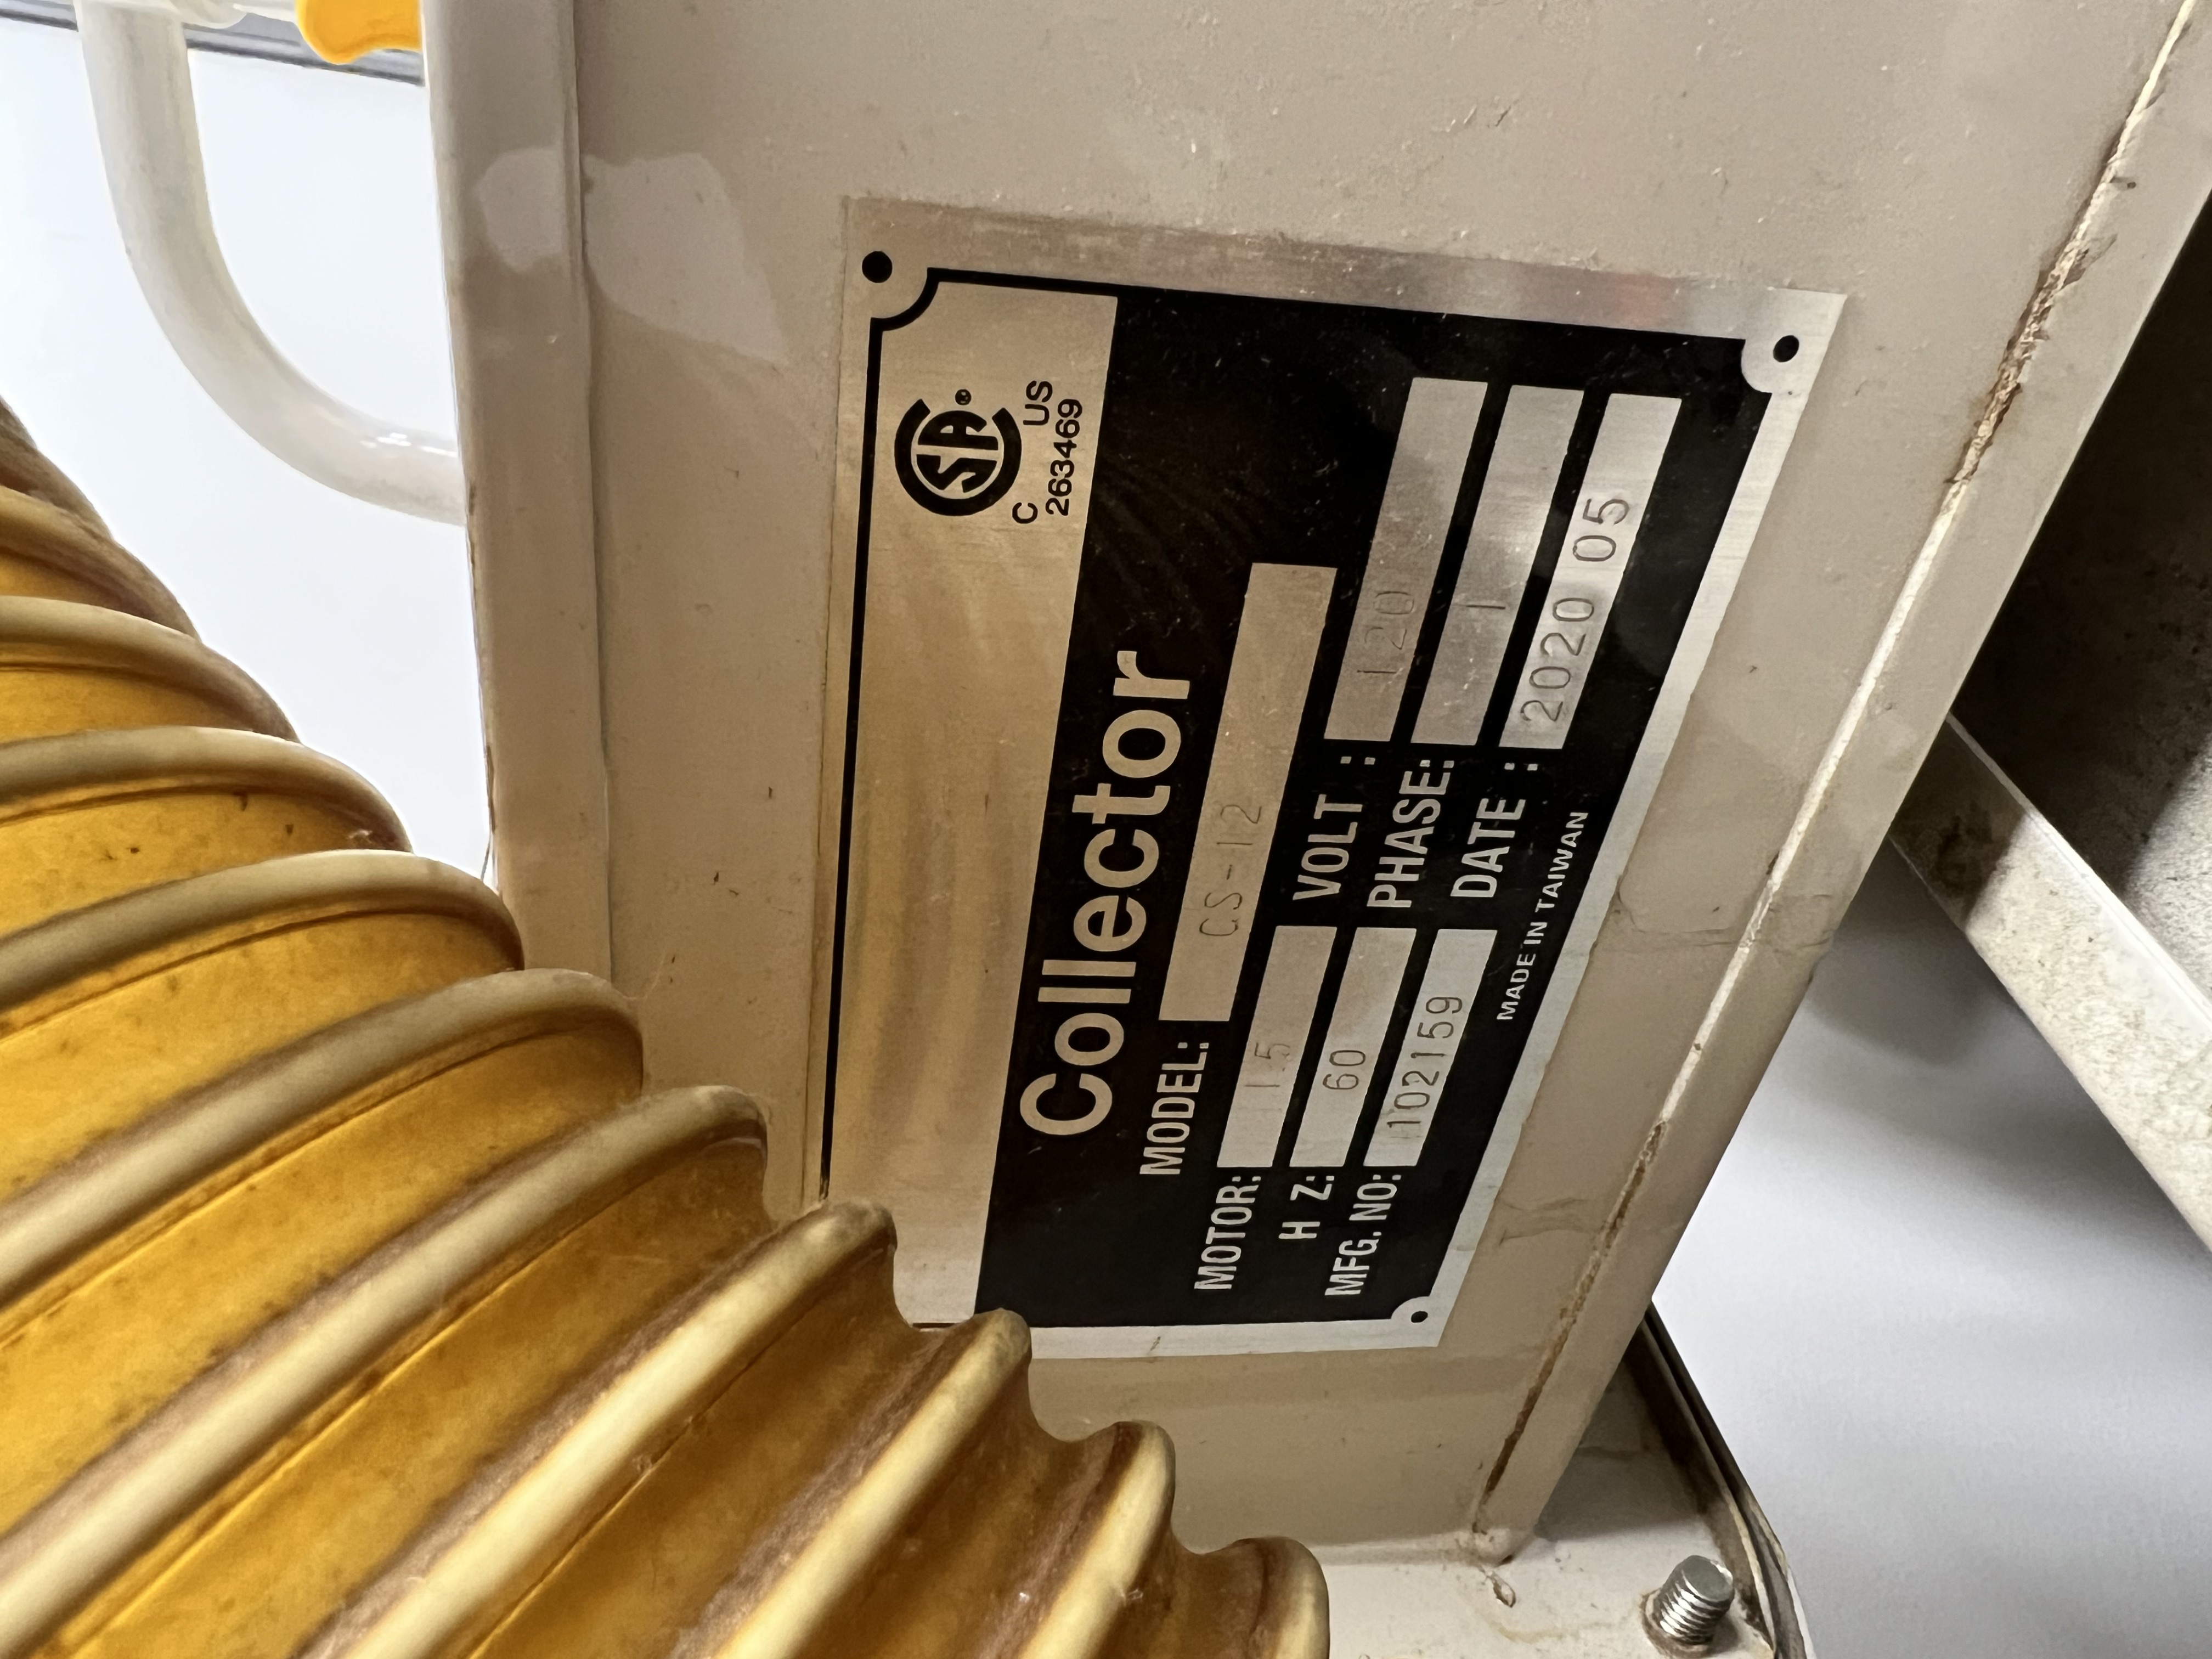 SA ®
C US
263469
Collector
MODEL: CS-12
MOTOR: 1.5 VOLT : 120
H Z: 60 PHASE: 1
MFG. NO: 102159 DATE : 2020 05
MADE IN TAIWAN